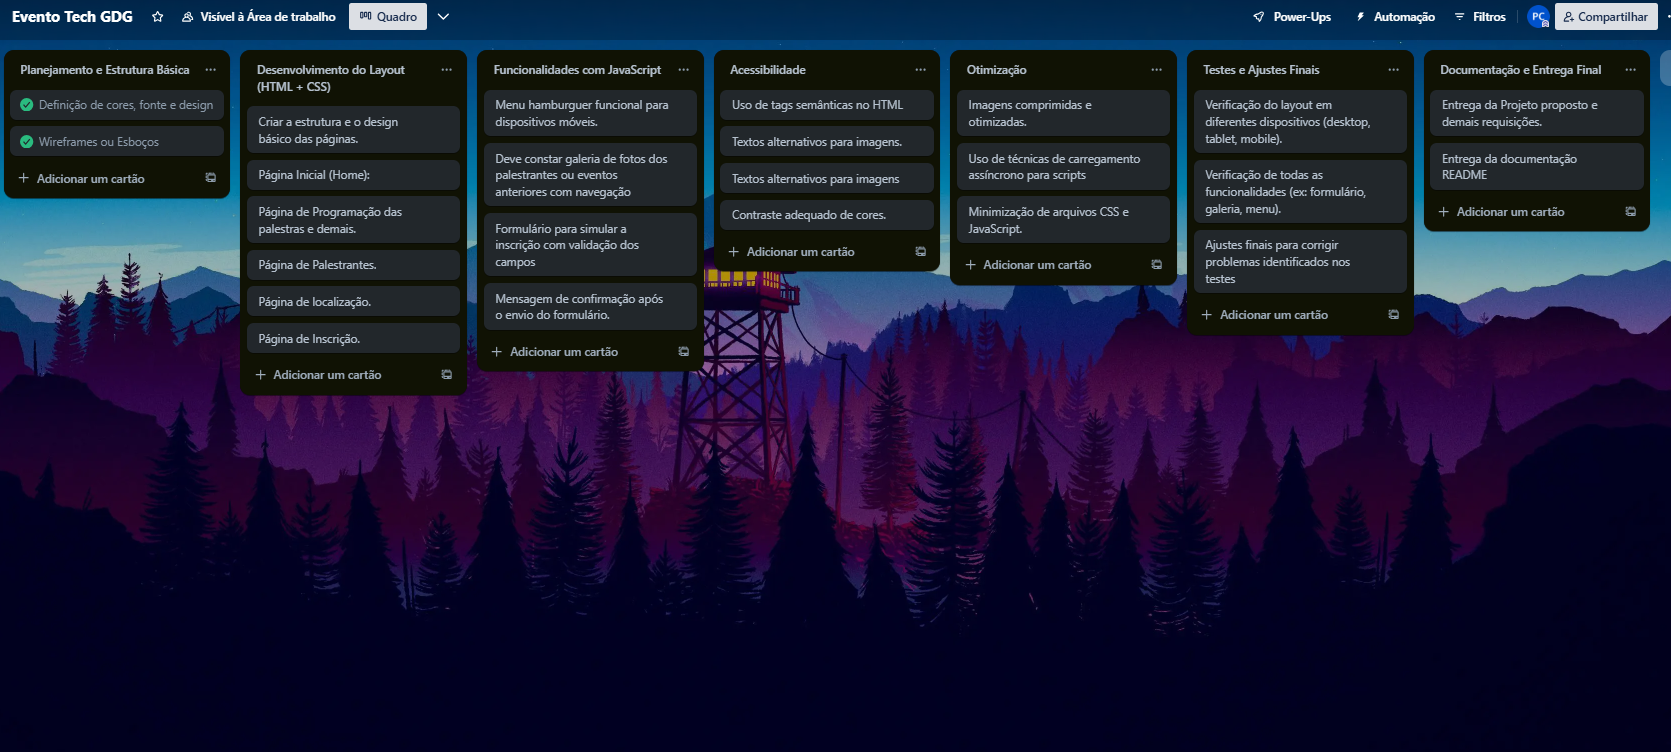 Evento Tech GDG
Visível à Área de trabalho
Quadro
Power-Ups
Automação
Filtros
PC
Compartilhar
Planejamento e Estrutura Básica
Definição de cores, fonte e design
Wireframes ou Esboços
Adicionar um cartão
Desenvolvimento do Layout
(HTML + CSS)
Criar a estrutura e o design
básico das páginas.
Página Inicial (Home):
Página de Programação das
palestras e demais.
Página de Palestrantes.
Página de localização.
Página de Inscrição.
Adicionar um cartão
Funcionalidades com JavaScript
Menu hamburguer funcional para
dispositivos móveis.
Deve constar galeria de fotos dos
palestrantes ou eventos
anteriores com navegação
Formulário para simular a
inscrição com validação dos
campos
Mensagem de confirmação após
o envio do formulário.
Adicionar um cartão
Acessibilidade
Uso de tags semânticas no HTML
Textos alternativos para imagens.
Textos alternativos para imagens
Contraste adequado de cores.
Adicionar um cartão
Otimização
Imagens comprimidas e
otimizadas.
Uso de técnicas de carregamento
assíncrono para scripts
Minimização de arquivos CSS e
JavaScript.
Adicionar um cartão
Testes e Ajustes Finais
Verificação do layout em
diferentes dispositivos (desktop,
tablet, mobile).
Verificação de todas as
funcionalidades (ex: formulário,
galeria, menu).
Ajustes finais para corrigir
problemas identificados nos
testes
Adicionar um cartão
Documentação e Entrega Final
Entrega da Projeto proposto e
demais requisições.
Entrega da documentação
README
Adicionar um cartão